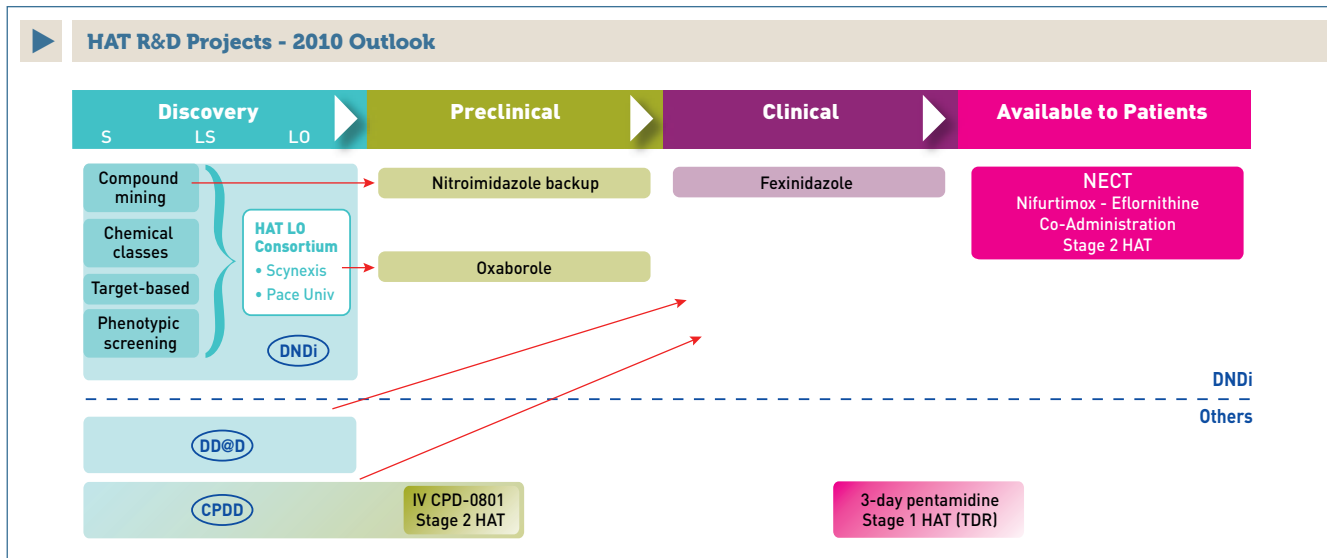 HAT R&D Projects - 2010 Outlook
Discovery
S LS LO
Preclinical
Clinical
Available to Patients
Compound
mining
Chemical
classes
Target-based
Phenotypic
screening
HAT LO
Consortium
• Scynexis
• Pace Univ
DNDi
Nitroimidazole backup
Oxaborole
Fexinidazole
NECT
Nifurtimox - Eflornithine
Co-Administration
Stage 2 HAT
DNDi
Others
DD@D
CPDD
IV CPD-0801
Stage 2 HAT
3-day pentamidine
Stage 1 HAT (TDR)